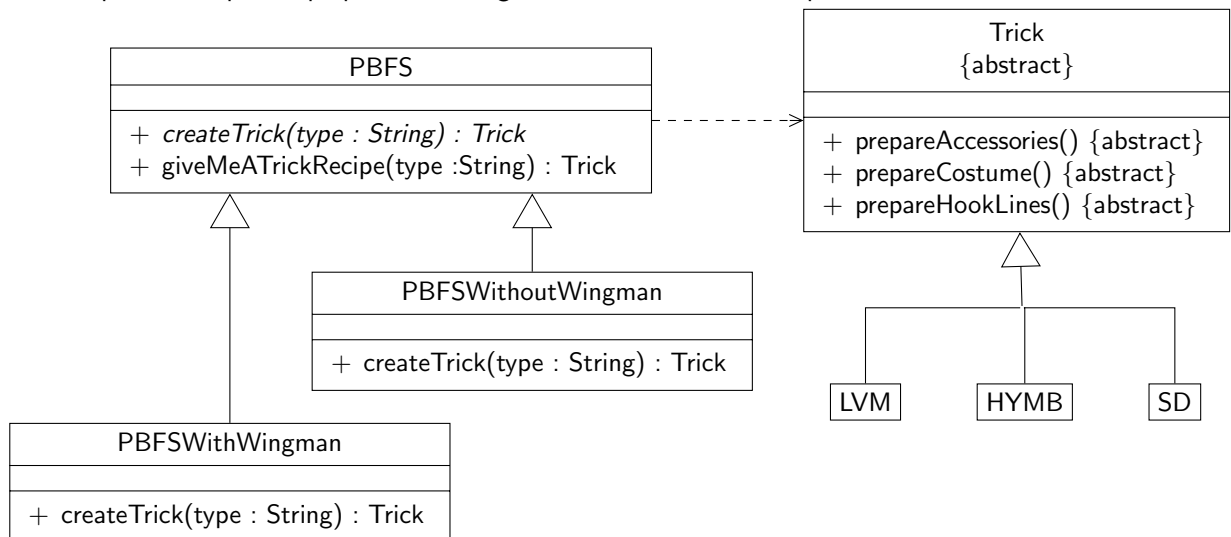 PBFS
+ createTrick(type : String) : Trick
+ giveMeATrickRecipe(type :String) : Trick
Trick
{abstract}
+ prepareAccessories() {abstract}
+ prepareCostume() {abstract}
+ prepareHookLines() {abstract}
PBFSWithoutWingman
+ createTrick(type : String) : Trick
LVM
HYMB
SD
PBFSWithWingman
+ createTrick(type : String) : Trick